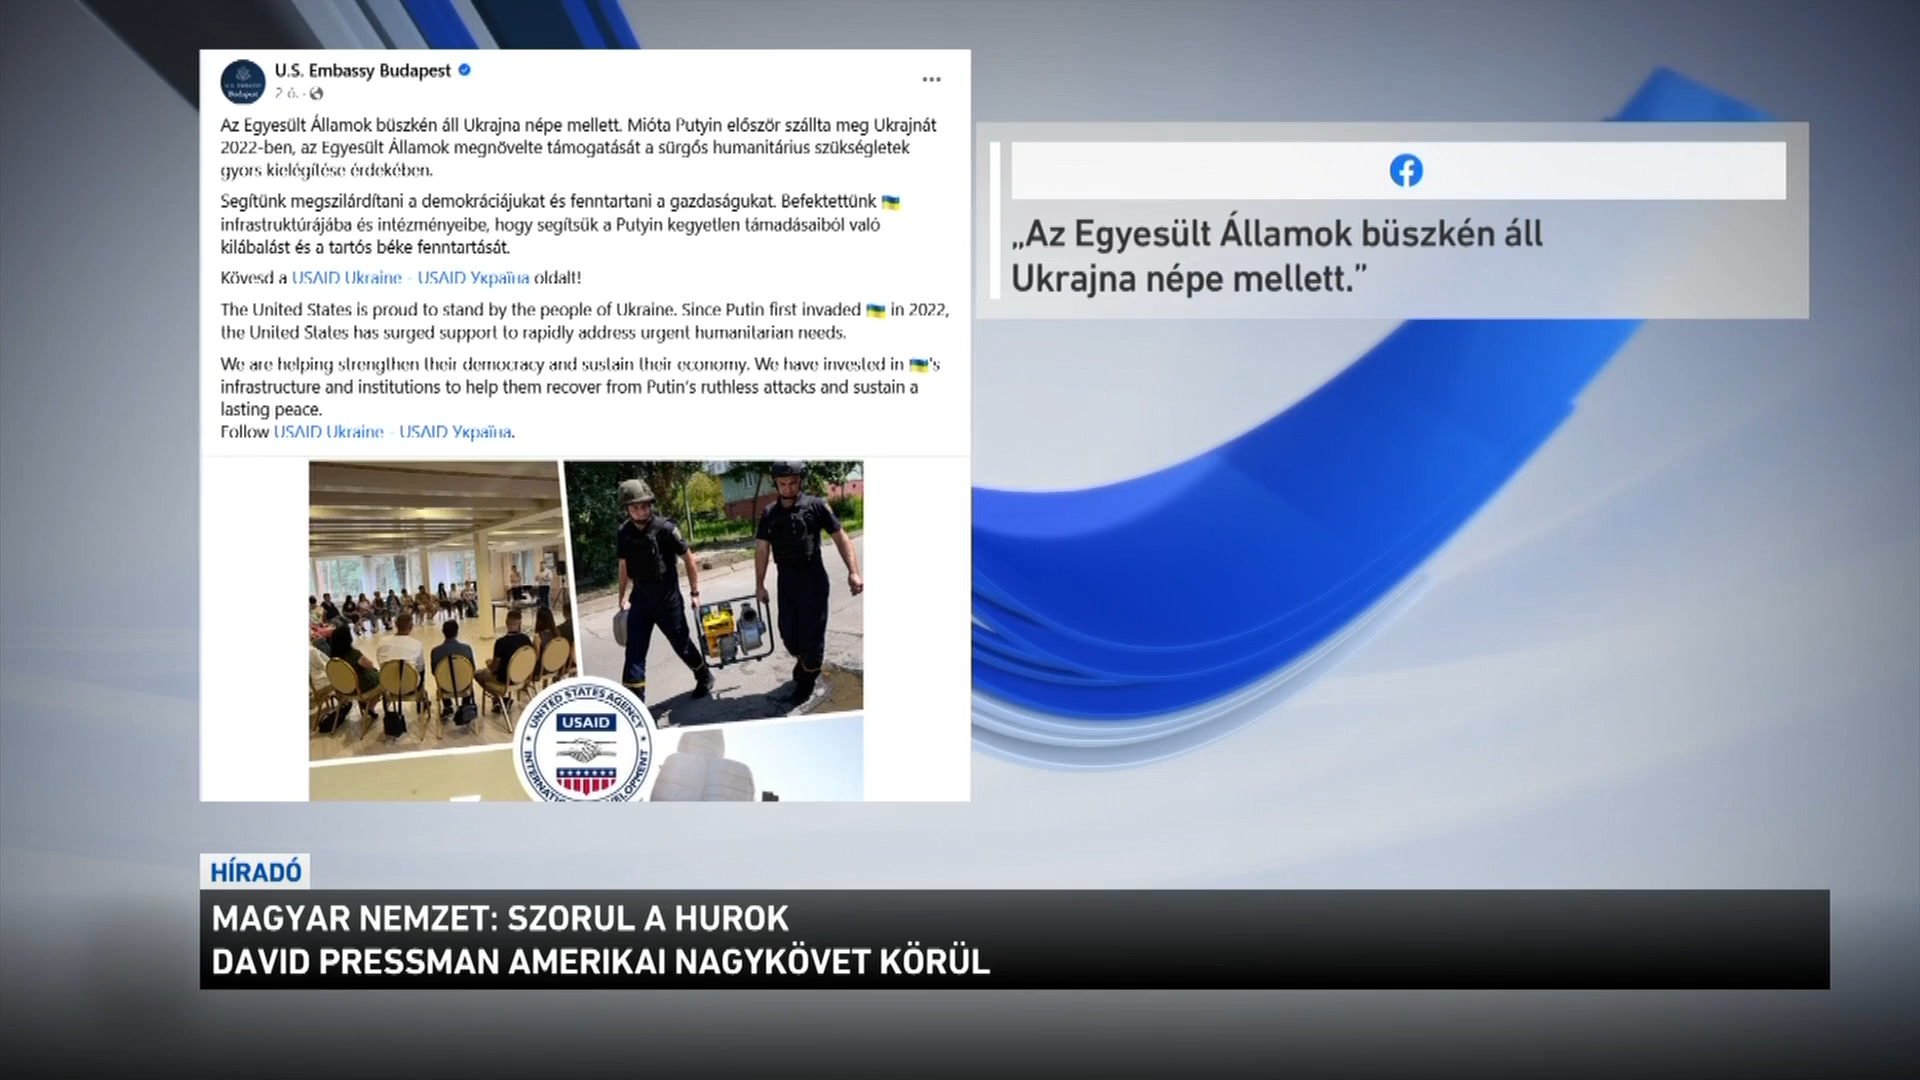 U.S. Embassy Budapest
2 ó. ·
Az Egyesült Államok büszkén áll Ukrajna népe mellett. Mióta Putyin először szállta meg Ukrajnát
2022-ben, az Egyesült Államok megnövelte támogatását a sürgős humanitárius szükségletek
gyors kielégítése érdekében.
Segítünk megszilárdítani a demokráciájukat és fenntartani a gazdaságukat. Befektettünk 🇺🇦
infrastruktúrájába és intézményeibe, hogy segítsük a Putyin kegyetlen támadásaiból való
kilábalást és a tartós béke fenntartását.
Kövesd a USAID Ukraine - USAID Україна oldalt!
The United States is proud to stand by the people of Ukraine. Since Putin first invaded 🇺🇦 in 2022,
the United States has surged support to rapidly address urgent humanitarian needs.
We are helping strengthen their democracy and sustain their economy. We have invested in 🇺🇦's
infrastructure and institutions to help them recover from Putin's ruthless attacks and sustain a
lasting peace.
Follow USAID Ukraine - USAID Україна.
UNITED STATES AGENCY
USAID
„Az Egyesült Államok büszkén áll
Ukrajna népe mellett.”
HÍRADÓ
MAGYAR NEMZET: SZORUL A HUROK
DAVID PRESSMAN AMERIKAI NAGYKÖVET KÖRÜL